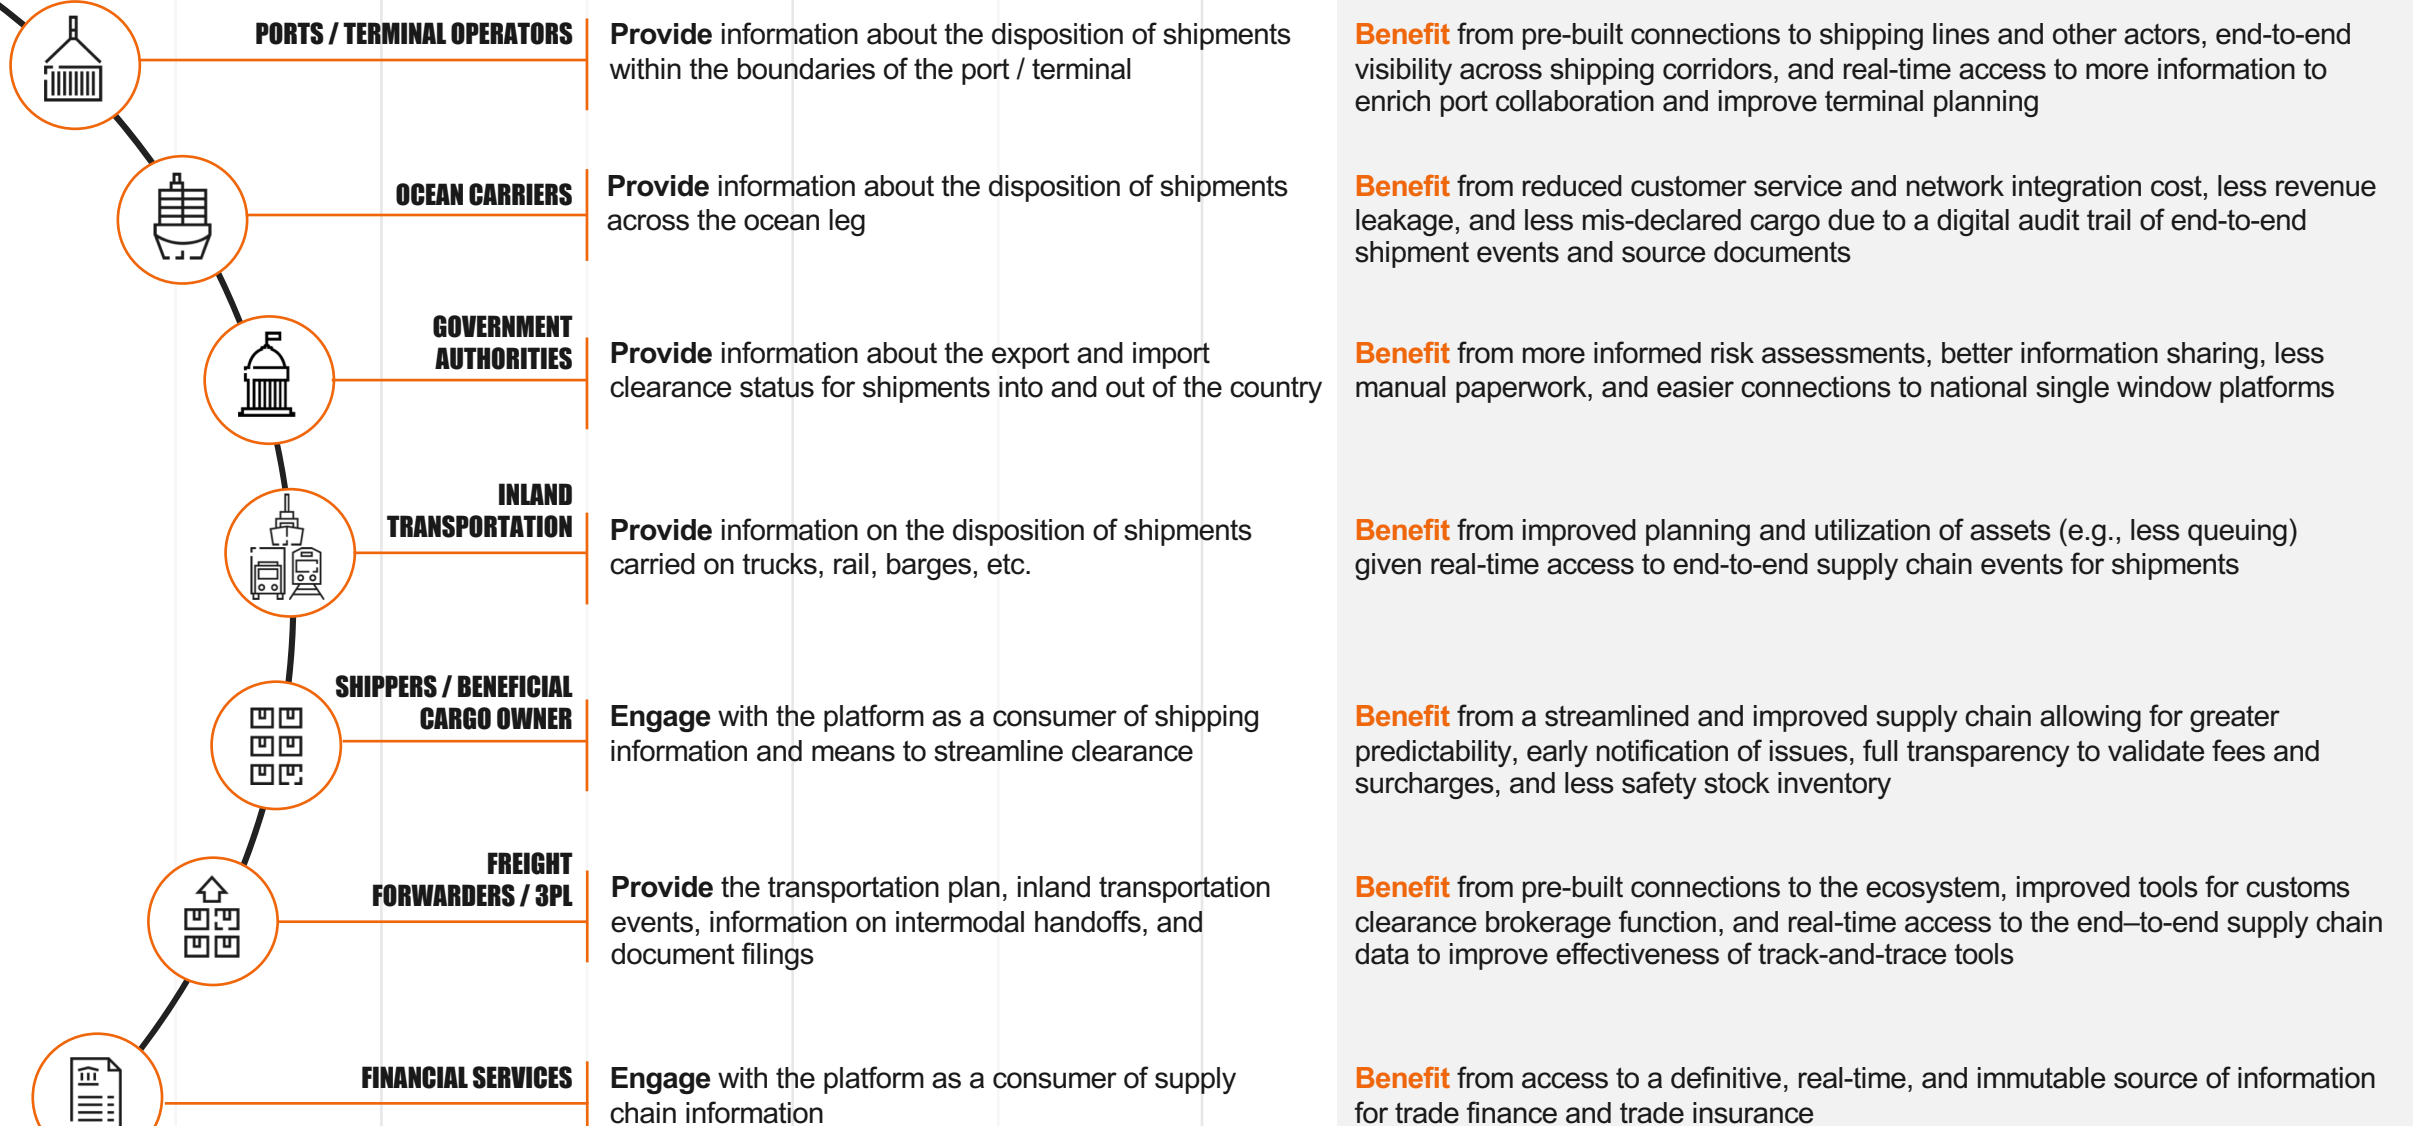 PORTS / TERMINAL OPERATORS
Provide information about the disposition of shipments
within the boundaries of the port / terminal
Benefit from pre-built connections to shipping lines and other actors, end-to-end
visibility across shipping corridors, and real-time access to more information to
enrich port collaboration and improve terminal planning
OCEAN CARRIERS
Provide information about the disposition of shipments
across the ocean leg
Benefit from reduced customer service and network integration cost, less revenue
leakage, and less mis-declared cargo due to a digital audit trail of end-to-end
shipment events and source documents
GOVERNMENT
AUTHORITIES
Provide information about the export and import
clearance status for shipments into and out of the country
Benefit from more informed risk assessments, better information sharing, less
manual paperwork, and easier connections to national single window platforms
INLAND
TRANSPORTATION
Provide information on the disposition of shipments
carried on trucks, rail, barges, etc.
Benefit from improved planning and utilization of assets (e.g., less queuing)
given real-time access to end-to-end supply chain events for shipments
SHIPPERS / BENEFICIAL
CARGO OWNER
Engage with the platform as a consumer of shipping
information and means to streamline clearance
Benefit from a streamlined and improved supply chain allowing for greater
predictability, early notification of issues, full transparency to validate fees and
surcharges, and less safety stock inventory
FREIGHT
FORWARDERS / 3PL
Provide the transportation plan, inland transportation
events, information on intermodal handoffs, and
document filings
Benefit from pre-built connections to the ecosystem, improved tools for customs
clearance brokerage function, and real-time access to the end–to-end supply chain
data to improve effectiveness of track-and-trace tools
FINANCIAL SERVICES
Engage with the platform as a consumer of supply
chain information
Benefit from access to a definitive, real-time, and immutable source of information
for trade finance and trade insurance